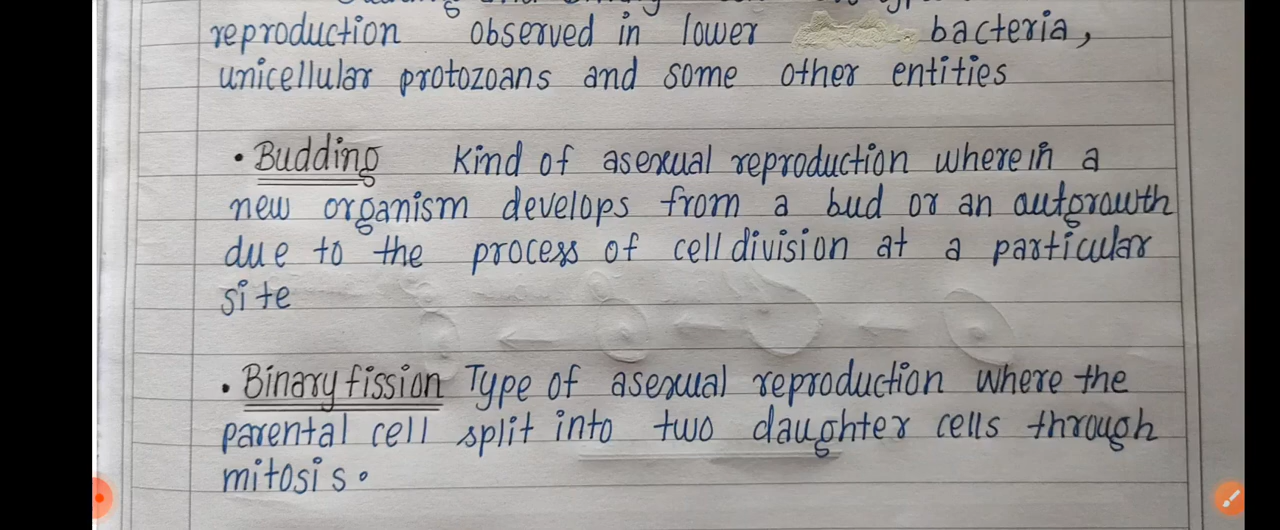 reproduction observed in lower bacteria,
unicellular protozoans and some other entities
• Budding Kind of asexual reproduction wherein a
new organism develops from a bud or an outgrowth
due to the process of cell division at a particular
site
• Binary fission Type of asexual reproduction where the
parental cell split into two daughter cells through
mitosis.